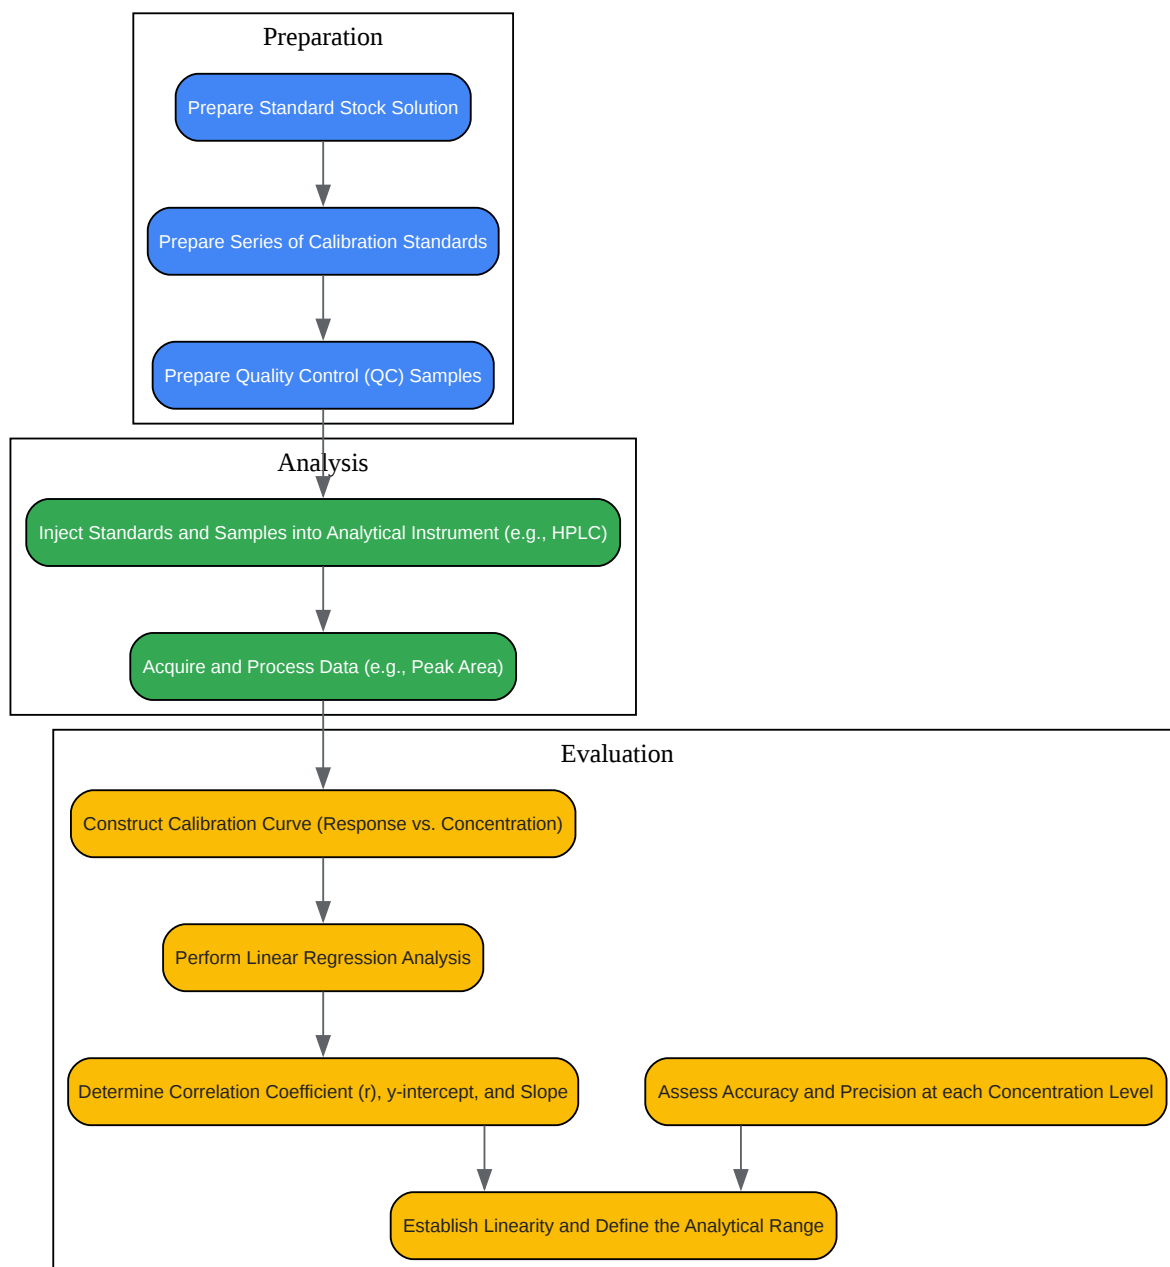 Preparation
Prepare Standard Stock Solution
Prepare Series of Calibration Standards
Prepare Quality Control (QC) Samples
Analysis
Inject Standards and Samples into Analytical Instrument (e.g., HPLC)
Acquire and Process Data (e.g., Peak Area)
Evaluation
Construct Calibration Curve (Response vs. Concentration)
Perform Linear Regression Analysis
Determine Correlation Coefficient (r), y-intercept, and Slope
Assess Accuracy and Precision at each Concentration Level
Establish Linearity and Define the Analytical Range